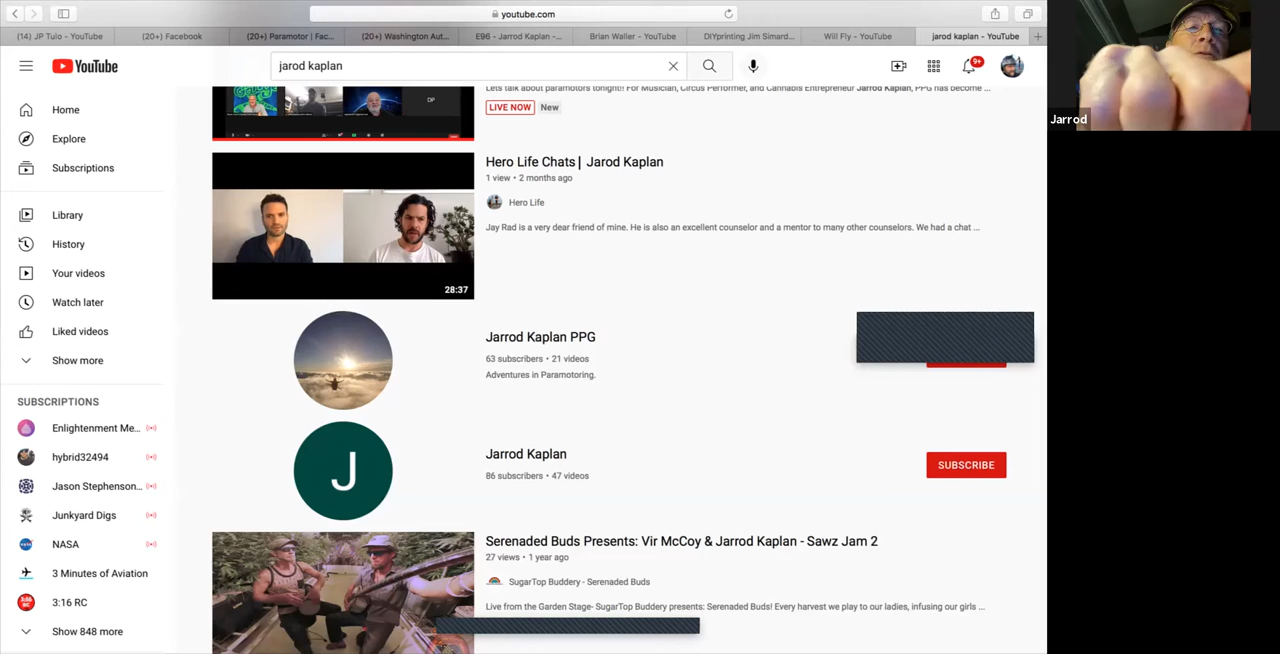 youtube.com
(14) JP Tulo - YouTube
(20+) Facebook
(20+) Paramotor | Fac...
(20+) Washington Aut...
E96 - Jarrod Kaplan -...
Brian Waller - YouTube
DIYprinting Jim Simard...
Will Fly - YouTube
jarod kaplan - YouTube
YouTube
jarod kaplan
9+
Home
Explore
Subscriptions
Library
History
Your videos
Watch later
Liked videos
Show more
SUBSCRIPTIONS
Enlightenment Me...
hybrid32494
Jason Stephenson...
Junkyard Digs
NASA
3 Minutes of Aviation
3:16 RC
Show 848 more
DP
Lets talk about paramotors tonight!! For Musician, Circus Performer, and Cannabis Entrepreneur Jarrod Kaplan, PPG has become ...
LIVE NOW New
28:37
Hero Life Chats| Jarod Kaplan
1 view • 2 months ago
Hero Life
Jay Rad is a very dear friend of mine. He is also an excellent counselor and a mentor to many other counselors. We had a chat ...
Jarrod Kaplan PPG
63 subscribers • 21 videos
Adventures in Paramotoring.
J
Jarrod Kaplan
86 subscribers • 47 videos
SUBSCRIBE
Serenaded Buds Presents: Vir McCoy & Jarrod Kaplan - Sawz Jam 2
27 views • 1 year ago
SugarTop Buddery - Serenaded Buds
Live from the Garden Stage- SugarTop Buddery presents: Serenaded Buds! Every harvest we play to our ladies, infusing our girls ...
Jarrod